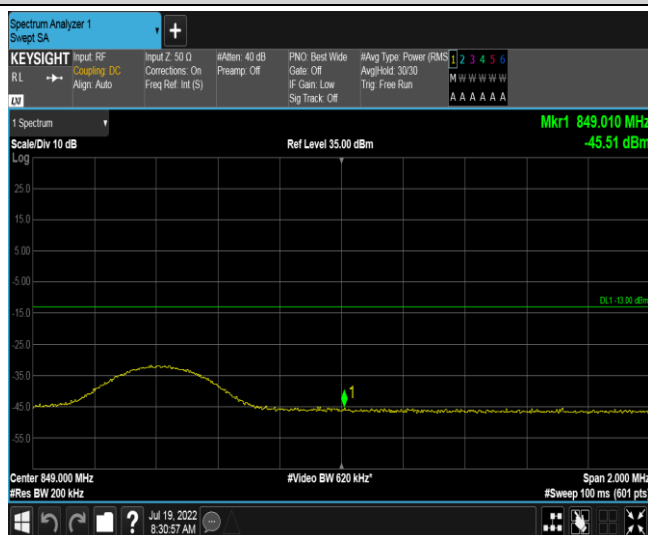 Spectrum Analyzer 1
Swept SA
+
KEYSIGHT
RL
LXI
Input: RF
Coupling: DC
Align: Auto
Input Z: 50 Ω
Corrections: On
Freq Ref: Int (S)
#Atten: 40 dB
Preamp: Off
PNO: Best Wide
Gate: Off
IF Gain: Low
Sig Track: Off
#Avg Type: Power (RMS
Avg|Hold: 30/30
Trig: Free Run
1 2 3 4 5 6
M W W W W W
A A A A A A
1 Spectrum
Mkr1 849.010 MHz
-45.51 dBm
Scale/Div 10 dB
Ref Level 35.00 dBm
Log
25.0
15.0
5.00
-5.00
DL1 -13.00 dBm
-15.0
-25.0
-35.0
1
-45.0
-55.0
Center 849.000 MHz
#Video BW 620 kHz*
Span 2.000 MHz
#Res BW 200 kHz
#Sweep 100 ms (601 pts)
?
Jul 19, 2022
8:30:57 AM